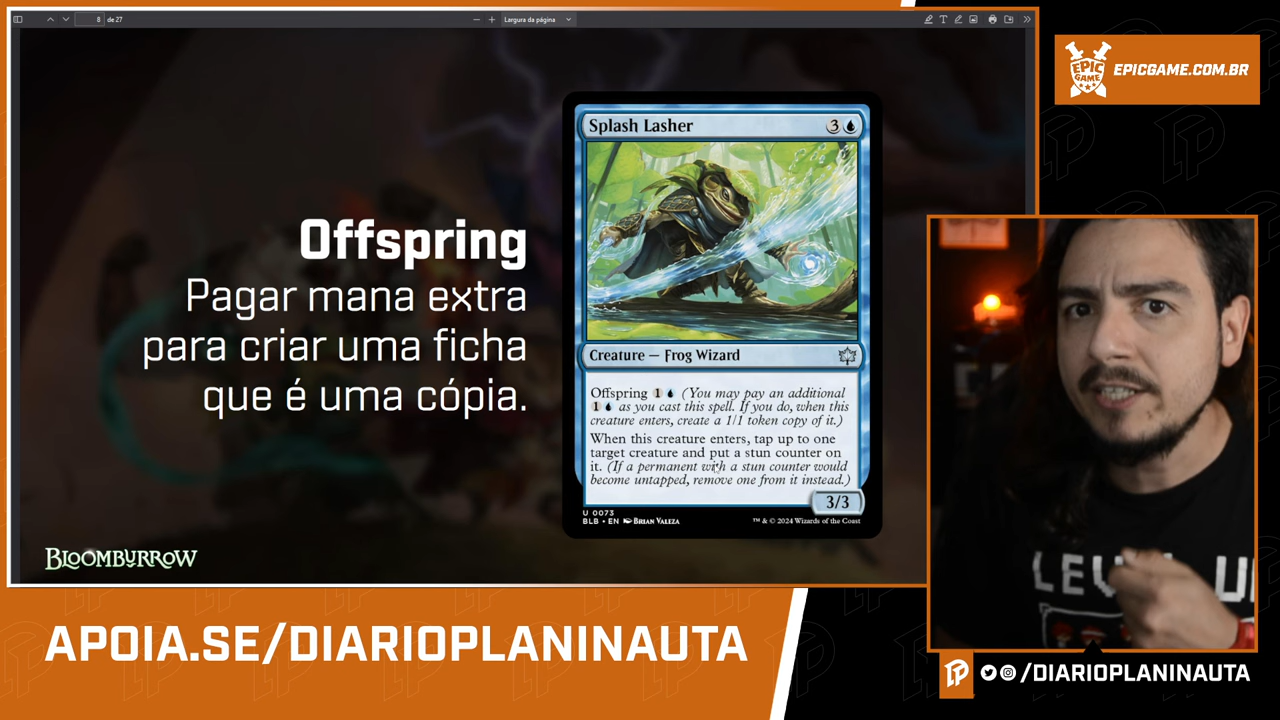 8 de 27
Largura da página
EPIC GAME
EPICGAME.COM.BR
Splash Lasher 3
Offspring
Pagar mana extra
para criar uma ficha
que é uma cópia.
Creature — Frog Wizard
Offspring 1 (You may pay an additional
1 as you cast this spell. If you do, when this
creature enters, create a 1/1 token copy of it.)
When this creature enters, tap up to one
target creature and put a stun counter on
it. (If a permanent with a stun counter would
become untapped, remove one from it instead.)
3/3
U 0073
BLB • EN BRIAN VALEZA
™ & © 2024 Wizards of the Coast
BLOOMBURROW
APOIA.SE/DIARIOPLANINAUTA
/DIARIOPLANINAUTA